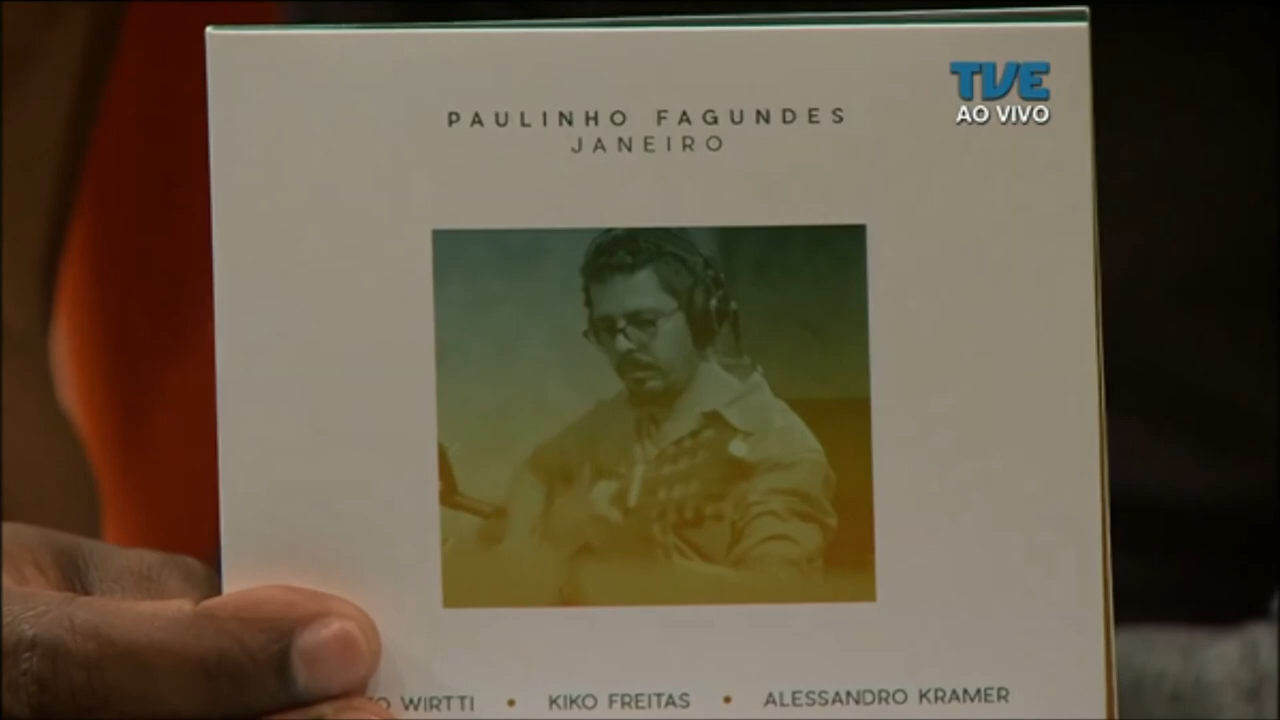 TVE
AO VIVO
PAULINHO FAGUNDES
JANEIRO
WIRTTI • KIKO FREITAS • ALESSANDRO KRAMER